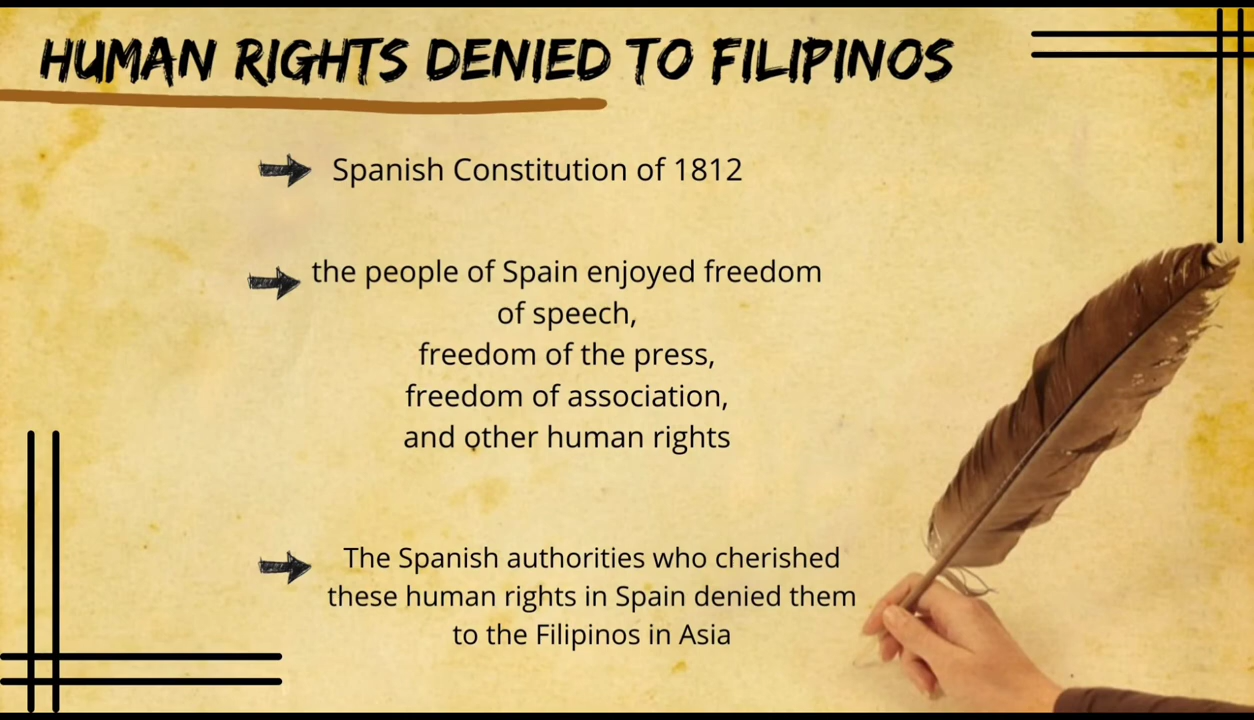 HUMAN RIGHTS DENIED TO FILIPINOS
Spanish Constitution of 1812
the people of Spain enjoyed freedom
of speech,
freedom of the press,
freedom of association,
and other human rights
The Spanish authorities who cherished
these human rights in Spain denied them
to the Filipinos in Asia